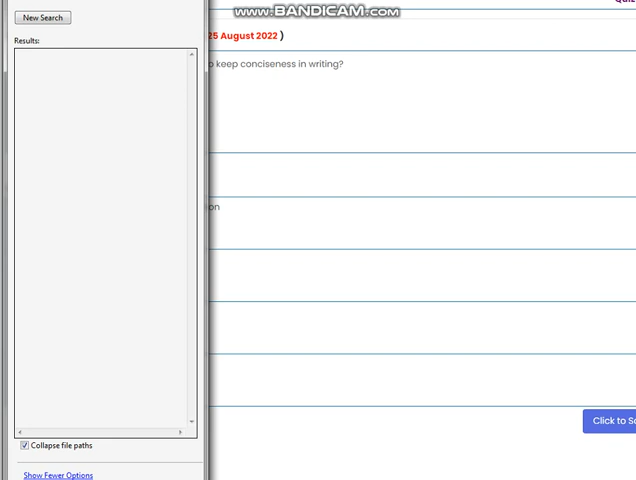 www.BANDICAM.com
New Search
Results:
25 August 2022 )
keep conciseness in writing?
Collapse file paths
Show Fewer Options
Click to